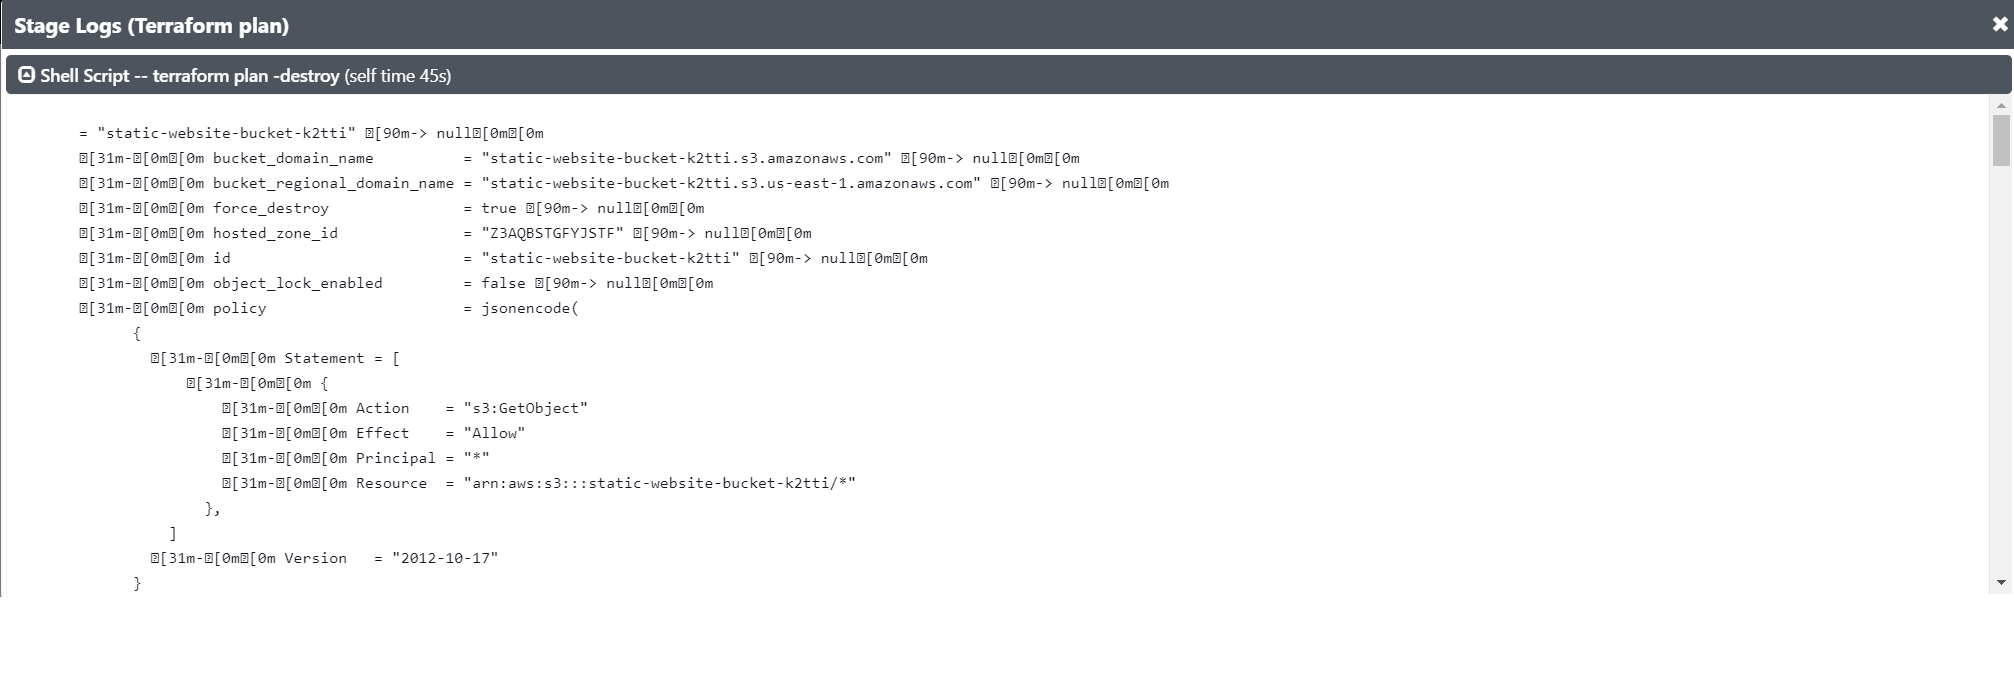 Stage Logs (Terraform plan)
Shell Script -- terraform plan -destroy (self time 45s)
= "static-website-bucket-k2tti" �[90m-> null�[0m�[0m
�[31m-�[0m�[0m bucket_domain_name          = "static-website-bucket-k2tti.s3.amazonaws.com" �[90m-> null�[0m�[0m
�[31m-�[0m�[0m bucket_regional_domain_name = "static-website-bucket-k2tti.s3.us-east-1.amazonaws.com" �[90m-> null�[0m�[0m
�[31m-�[0m�[0m force_destroy               = true �[90m-> null�[0m�[0m
�[31m-�[0m�[0m hosted_zone_id              = "Z3AQBSTGFYJSTF" �[90m-> null�[0m�[0m
�[31m-�[0m�[0m id                          = "static-website-bucket-k2tti" �[90m-> null�[0m�[0m
�[31m-�[0m�[0m object_lock_enabled         = false �[90m-> null�[0m�[0m
�[31m-�[0m�[0m policy                      = jsonencode(
{
�[31m-�[0m�[0m Statement = [
�[31m-�[0m�[0m {
�[31m-�[0m�[0m Action    = "s3:GetObject"
�[31m-�[0m�[0m Effect    = "Allow"
�[31m-�[0m�[0m Principal = "*"
�[31m-�[0m�[0m Resource  = "arn:aws:s3:::static-website-bucket-k2tti/*"
},
]
�[31m-�[0m�[0m Version   = "2012-10-17"
}